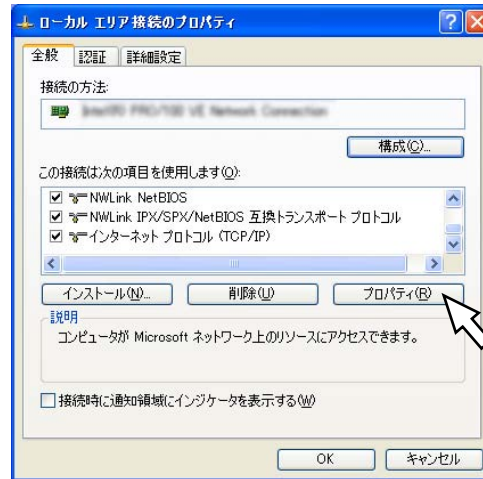 ローカル エリア接続のプロパティ
全般 認証 詳細設定
接続の方法:
構成(C)...
この接続は次の項目を使用します(O):
NWLink NetBIOS
NWLink IPX/SPX/NetBIOS 互換トランスポート プロトコル
インターネット プロトコル (TCP/IP)
インストール(N)... 削除(U) プロパティ(R)
説明
コンピュータが Microsoft ネットワーク上のリソースにアクセスできます。
接続時に通知領域にインジケータを表示する(W)
OK キャンセル